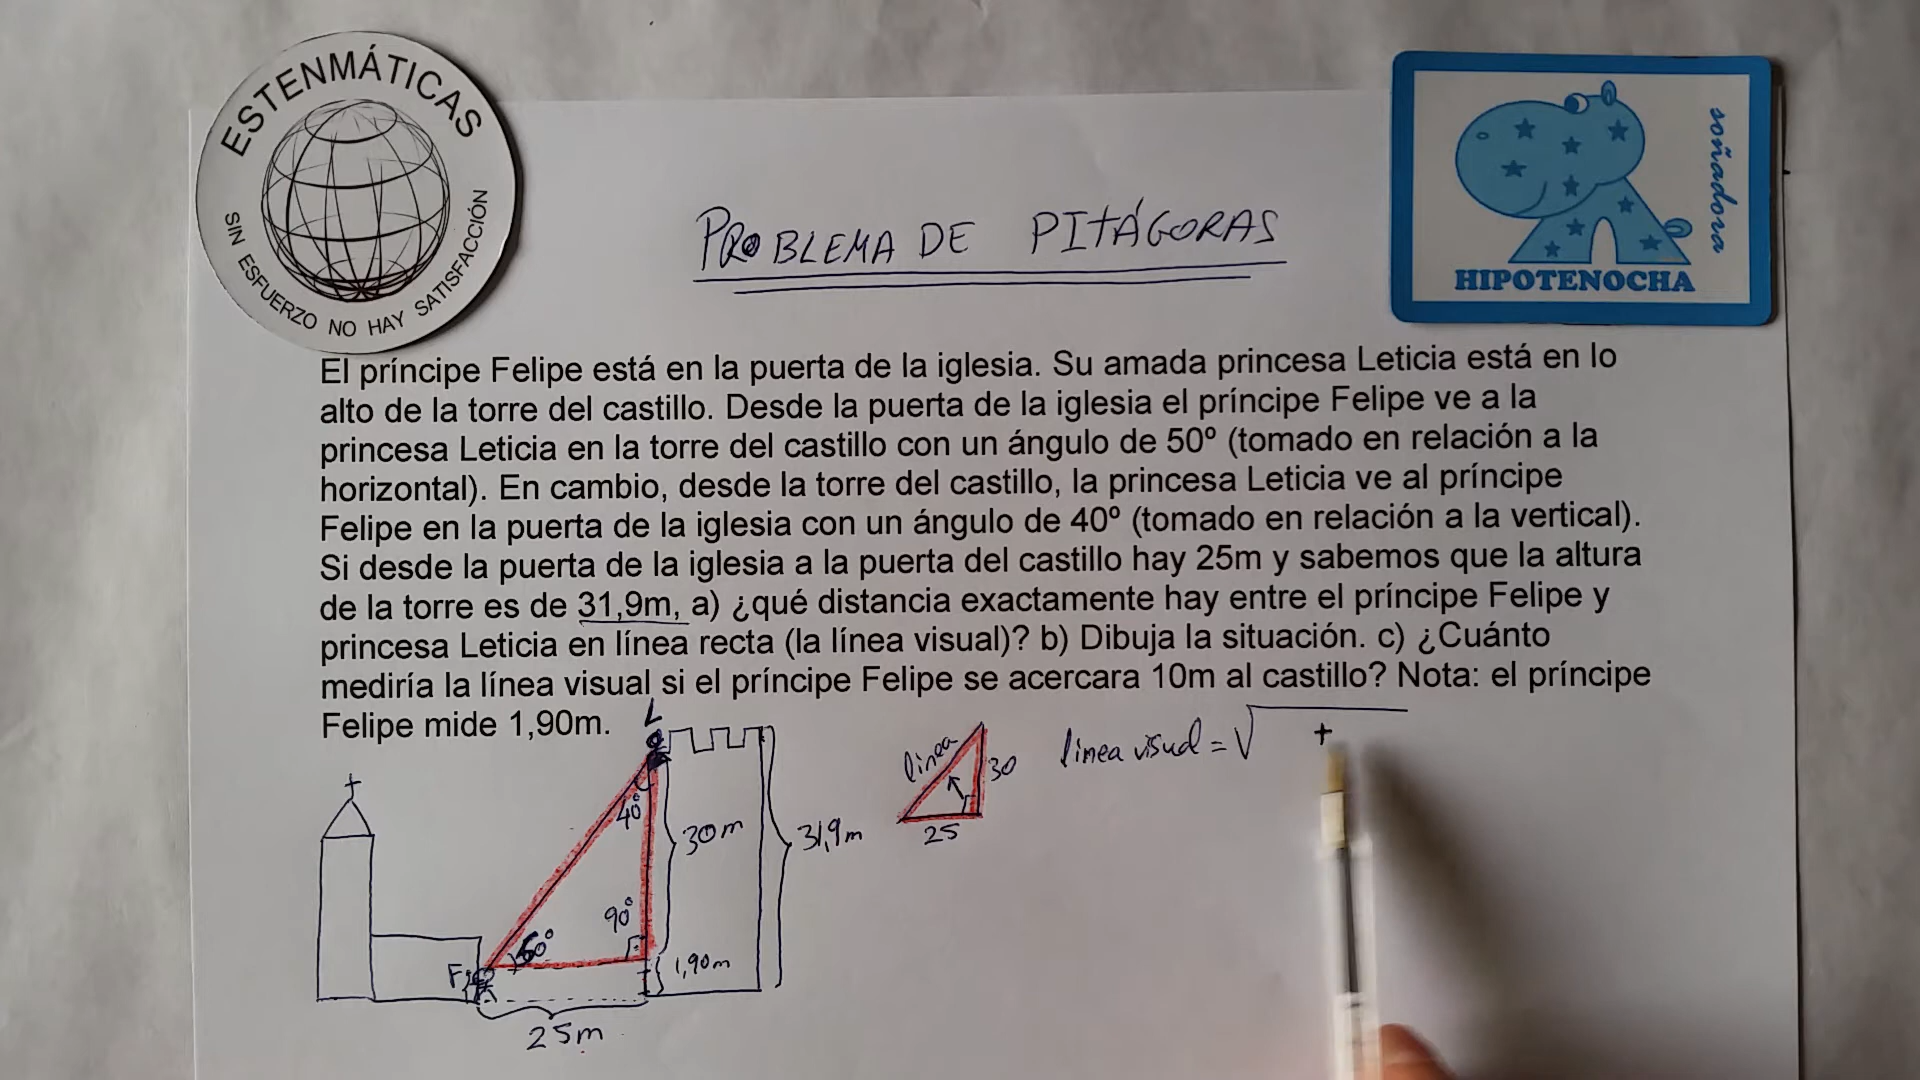 ESTENMÁTICAS
SIN ESFUERZO NO HAY SATISFACCIÓN
soñadora
HIPOTENOCHA
PROBLEMA DE PITÁGORAS
El príncipe Felipe está en la puerta de la iglesia. Su amada princesa Leticia está en lo
alto de la torre del castillo. Desde la puerta de la iglesia el príncipe Felipe ve a la
princesa Leticia en la torre del castillo con un ángulo de 50º (tomado en relación a la
horizontal). En cambio, desde la torre del castillo, la princesa Leticia ve al príncipe
Felipe en la puerta de la iglesia con un ángulo de 40º (tomado en relación a la vertical).
Si desde la puerta de la iglesia a la puerta del castillo hay 25m y sabemos que la altura
de la torre es de 31,9m, a) ¿qué distancia exactamente hay entre el príncipe Felipe y
princesa Leticia en línea recta (la línea visual)? b) Dibuja la situación. c) ¿Cuánto
mediría la línea visual si el príncipe Felipe se acercara 10m al castillo? Nota: el príncipe
Felipe mide 1,90m.
L
40°
30m
31,9m
90°
50°
F
1,90m
25m
línea
30
25
línea visual = √ +